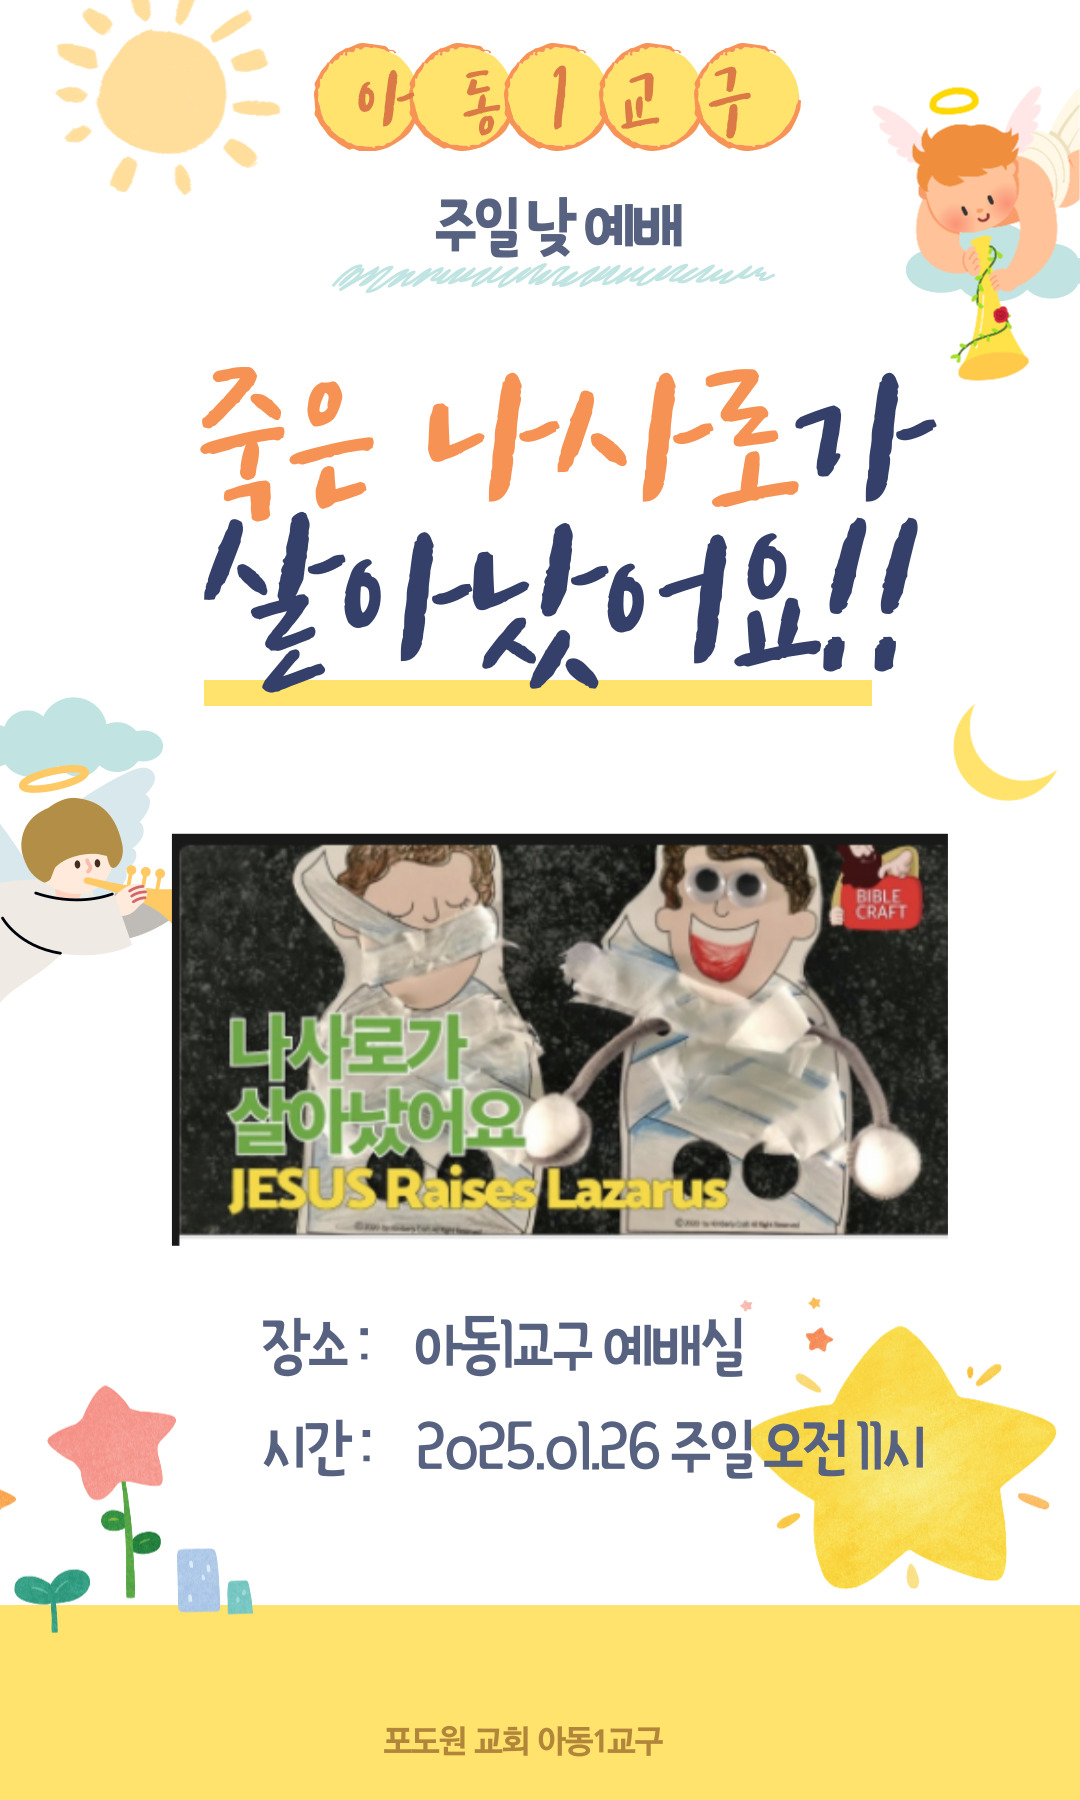 아동1교구
주일 낮 예배
죽은 나사로가
살아났어요!!
BIBLE
CRAFT
나사로가
살아났어요
JESUS Raises Lazarus
장소 : 아동1교구 예배실
시간 : 2025.01.26 주일 오전 11시
포도원 교회 아동1교구